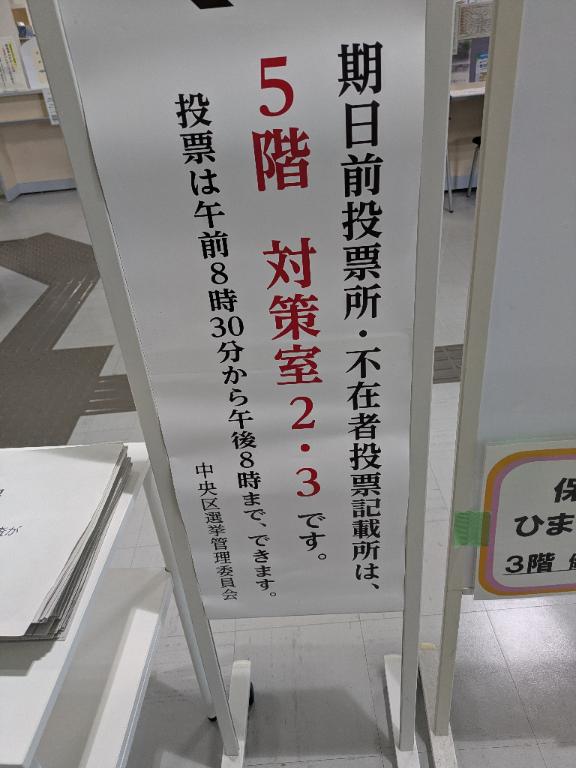 期日前投票所・不在者投票記載所は、
5階 対策室2・3です。
投票は午前8時30分から午後8時まで、できます。
中央区選挙管理委員会
保
ひま
3階